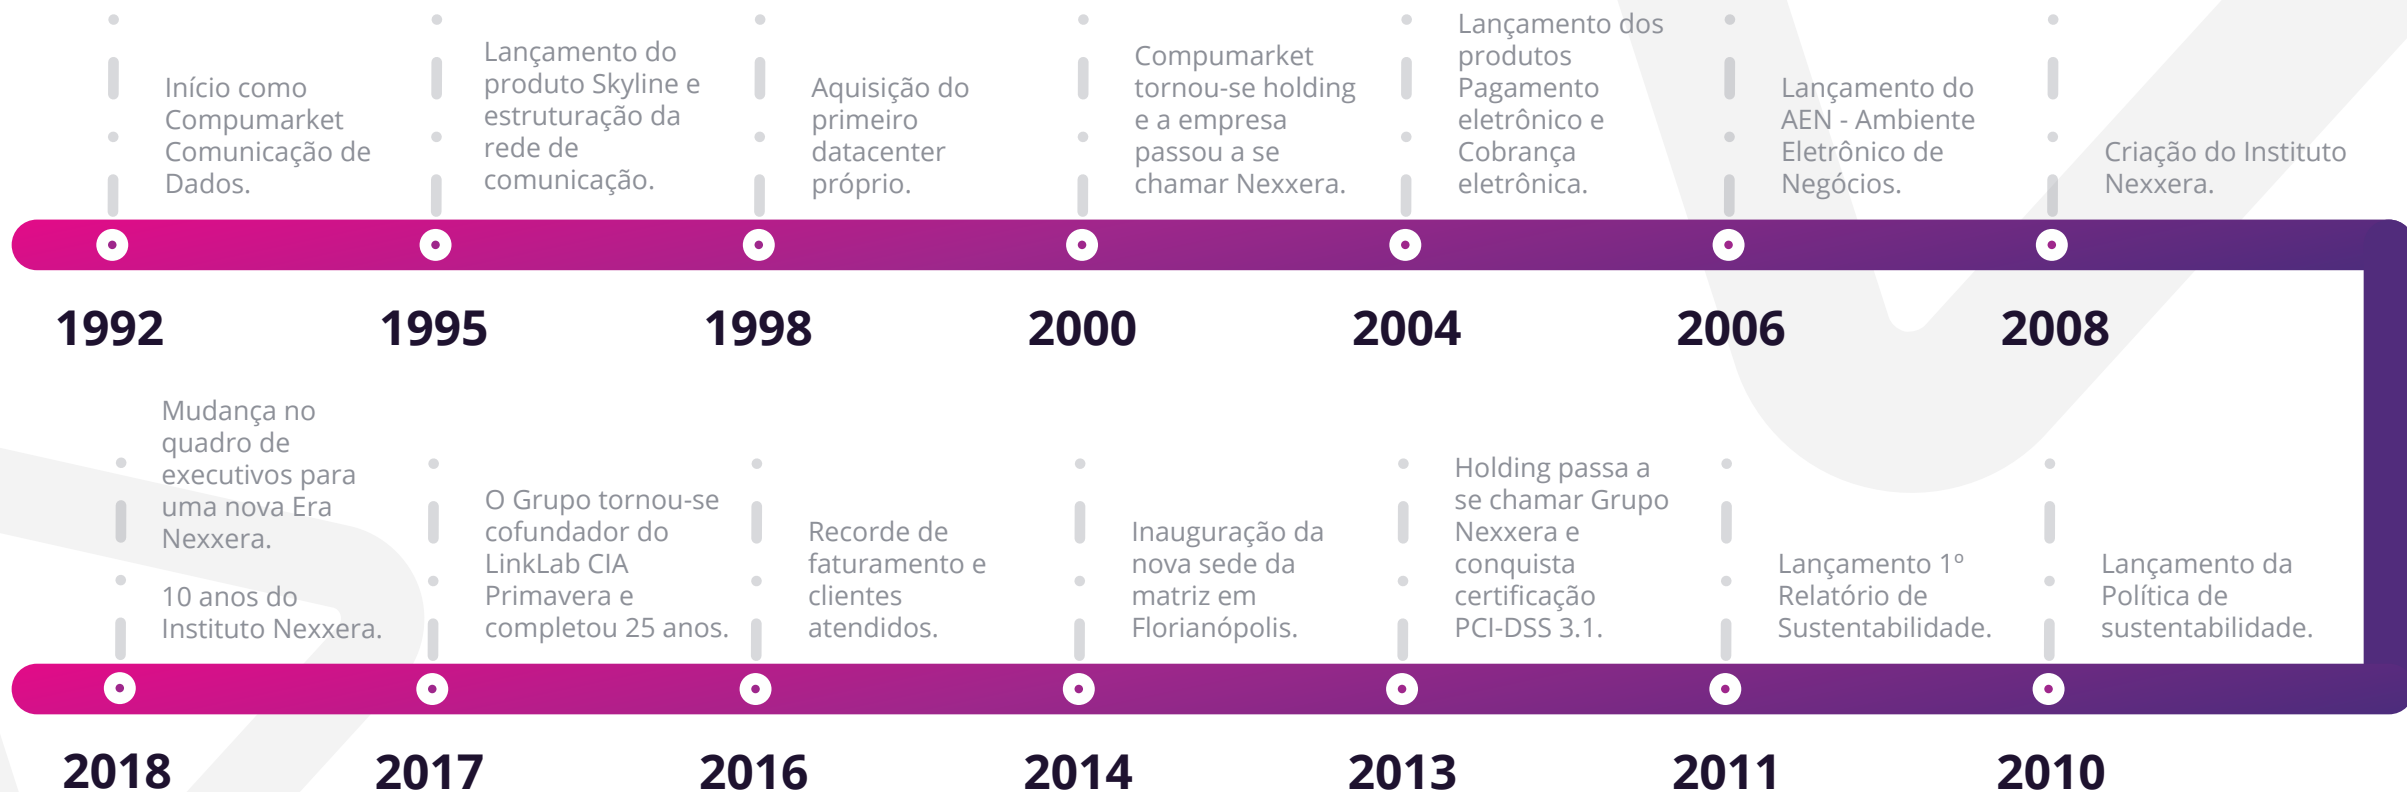 Início como
Compumarket
Comunicação de
Dados.
1992
Lançamento do
produto Skyline e
estruturação da
rede de
comunicação.
1995
Aquisição do
primeiro
datacenter
próprio.
1998
Compumarket
tornou-se holding
e a empresa
passou a se
chamar Nexxera.
2000
Lançamento dos
produtos
Pagamento
eletrônico e
Cobrança
eletrônica.
2004
Lançamento do
AEN - Ambiente
Eletrônico de
Negócios.
2006
Criação do Instituto
Nexxera.
2008
Mudança no
quadro de
executivos para
uma nova Era
Nexxera.
10 anos do
Instituto Nexxera.
2018
O Grupo tornou-se
cofundador do
LinkLab CIA
Primavera e
completou 25 anos.
2017
Recorde de
faturamento e
clientes
atendidos.
2016
Inauguração da
nova sede da
matriz em
Florianópolis.
2014
Holding passa a
se chamar Grupo
Nexxera e
conquista
certificação
PCI-DSS 3.1.
2013
Lançamento 1º
Relatório de
Sustentabilidade.
2011
Lançamento da
Política de
sustentabilidade.
2010